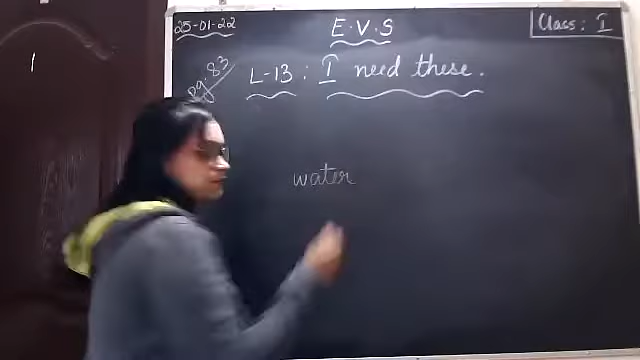 25-01-22
E.V.S
Class: I
pg. 83
L-13 : I need these.
water